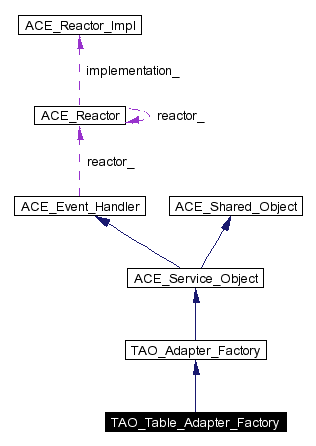 ACE_Reactor_Impl
implementation_
ACE_Reactor
reactor_
reactor_
ACE_Event_Handler
ACE_Shared_Object
ACE_Service_Object
TAO_Adapter_Factory
TAO_Table_Adapter_Factory